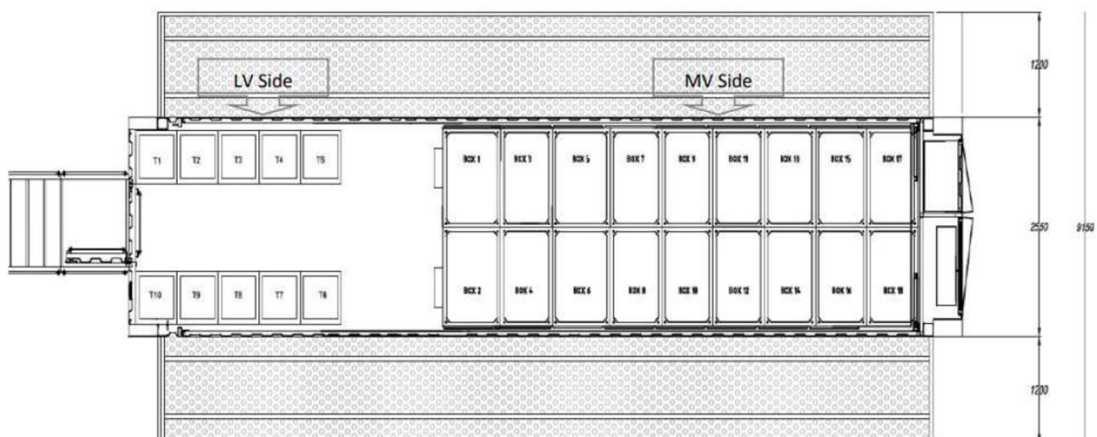 LV Side
MV Side
1200
T1 T2 T3 T4 T5
BOX 1 BOX 3 BOX 5 BOX 7 BOX 9 BOX 11 BOX 13 BOX 15 BOX 17
2550
9150
T10 T9 T8 T7 T6
BOX 2 BOX 4 BOX 6 BOX 8 BOX 10 BOX 12 BOX 14 BOX 16 BOX 18
1200